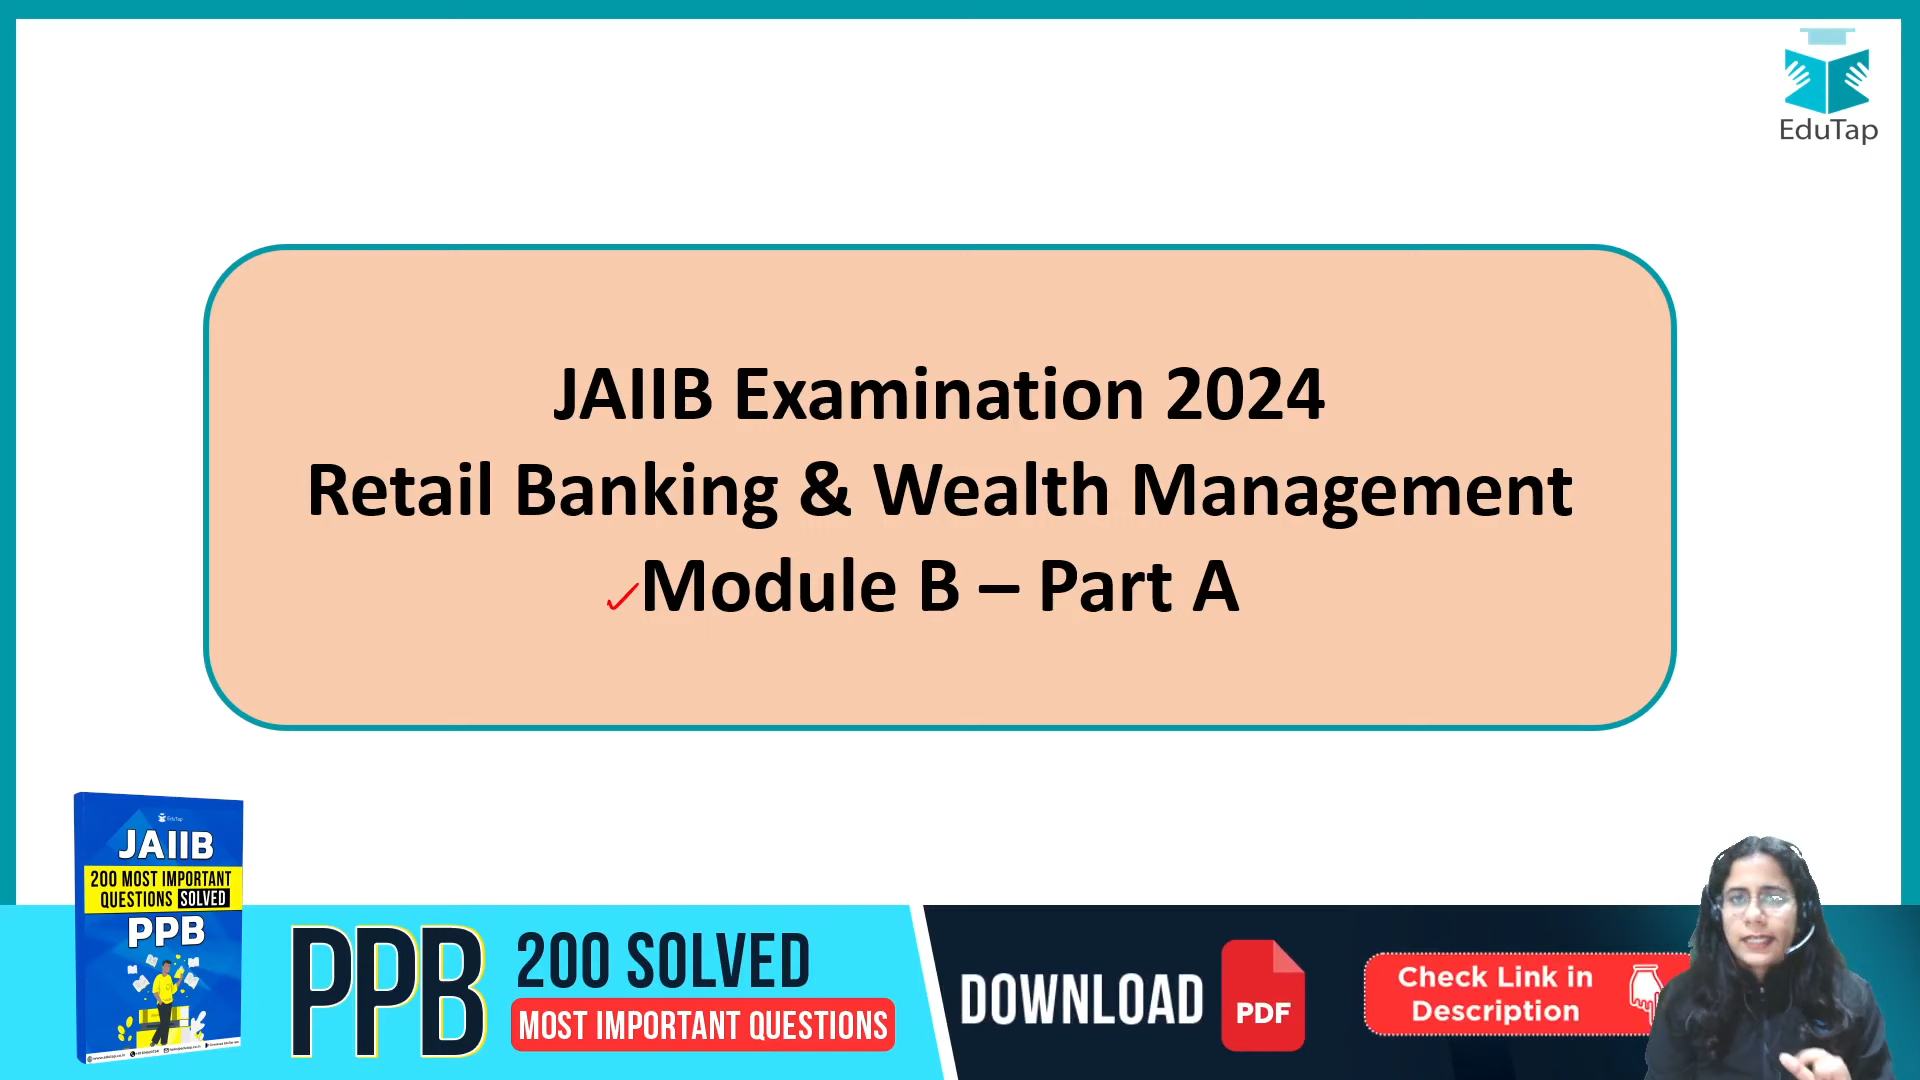 EduTap
JAIIB Examination 2024
Retail Banking & Wealth Management
Module B – Part A
EduTap
JAIIB
200 MOST IMPORTANT
QUESTIONS SOLVED
PPB
PPB
200 SOLVED
MOST IMPORTANT QUESTIONS
DOWNLOAD
PDF
Check Link in
Description